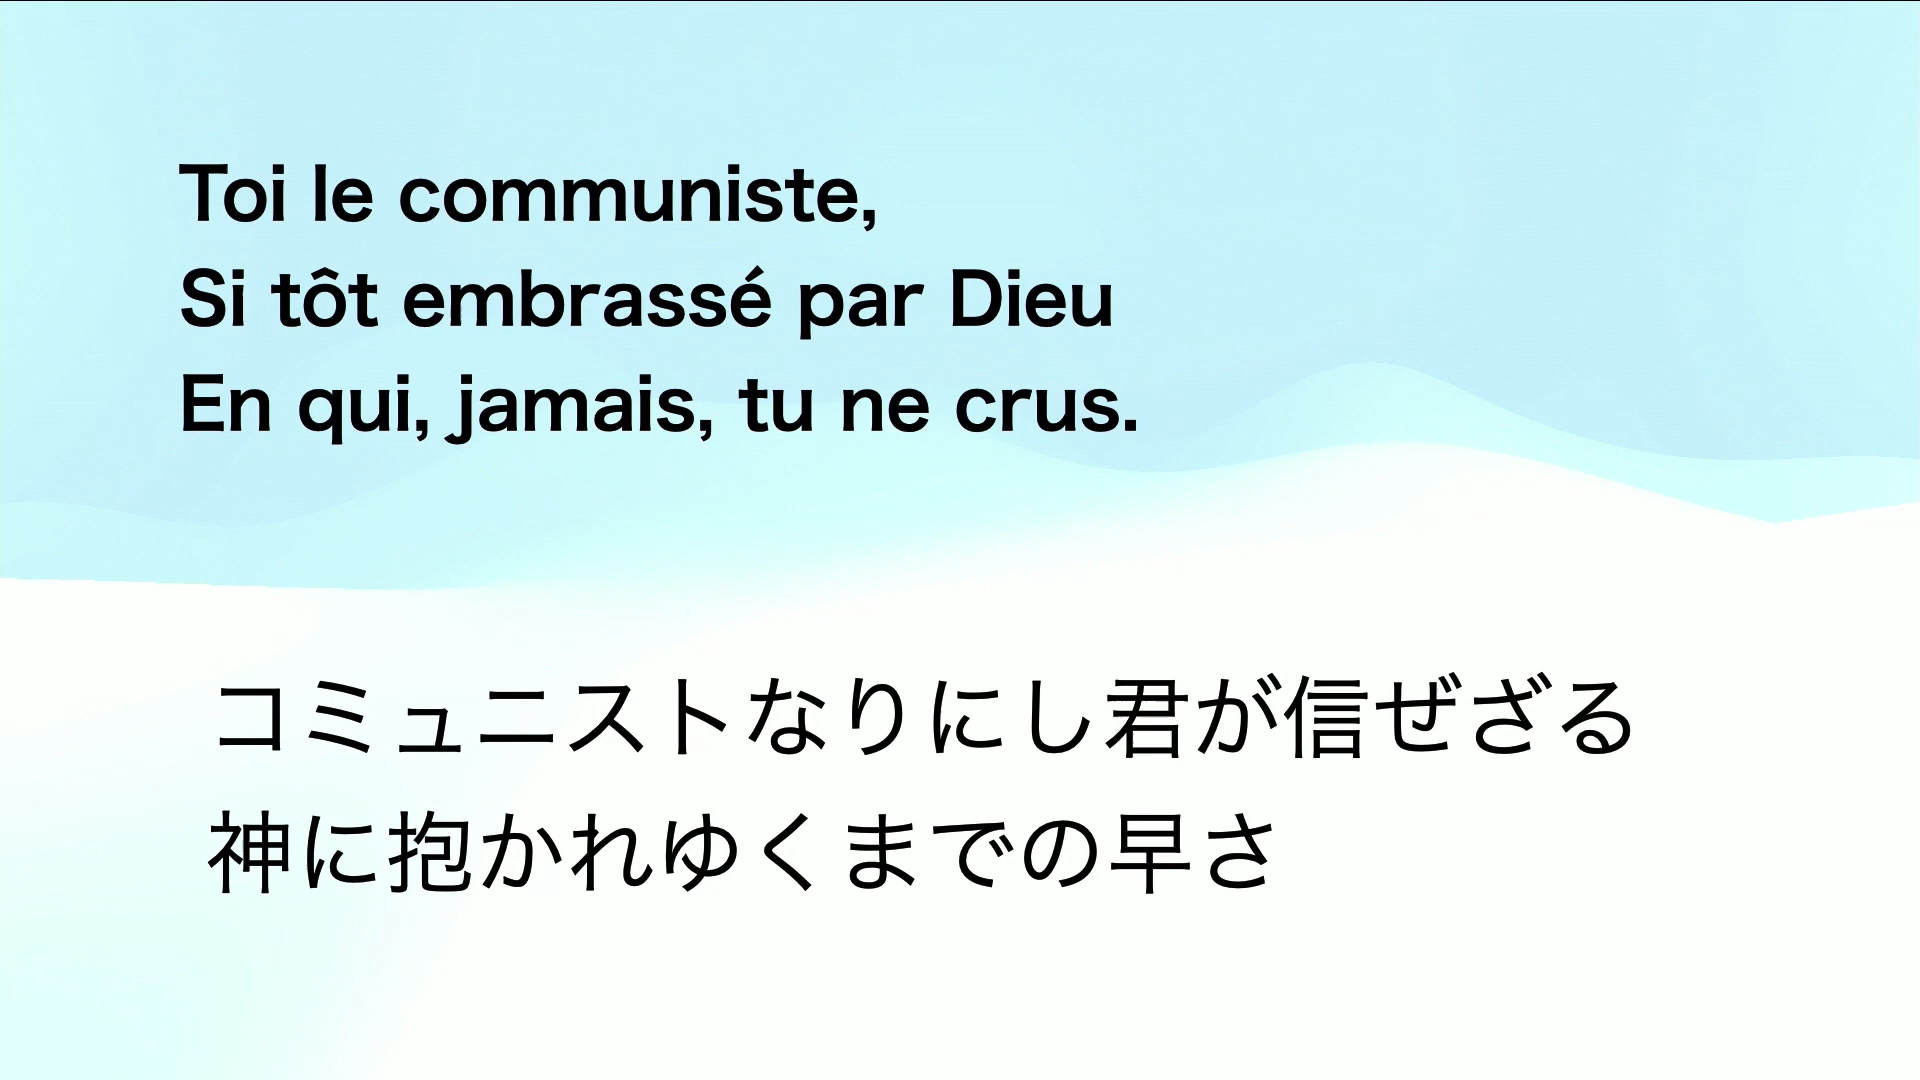 Toi le communiste,
Si tôt embrassé par Dieu
En qui, jamais, tu ne crus.
コミュニストなりにし君が信ぜざる
神に抱かれゆくまでの早さ